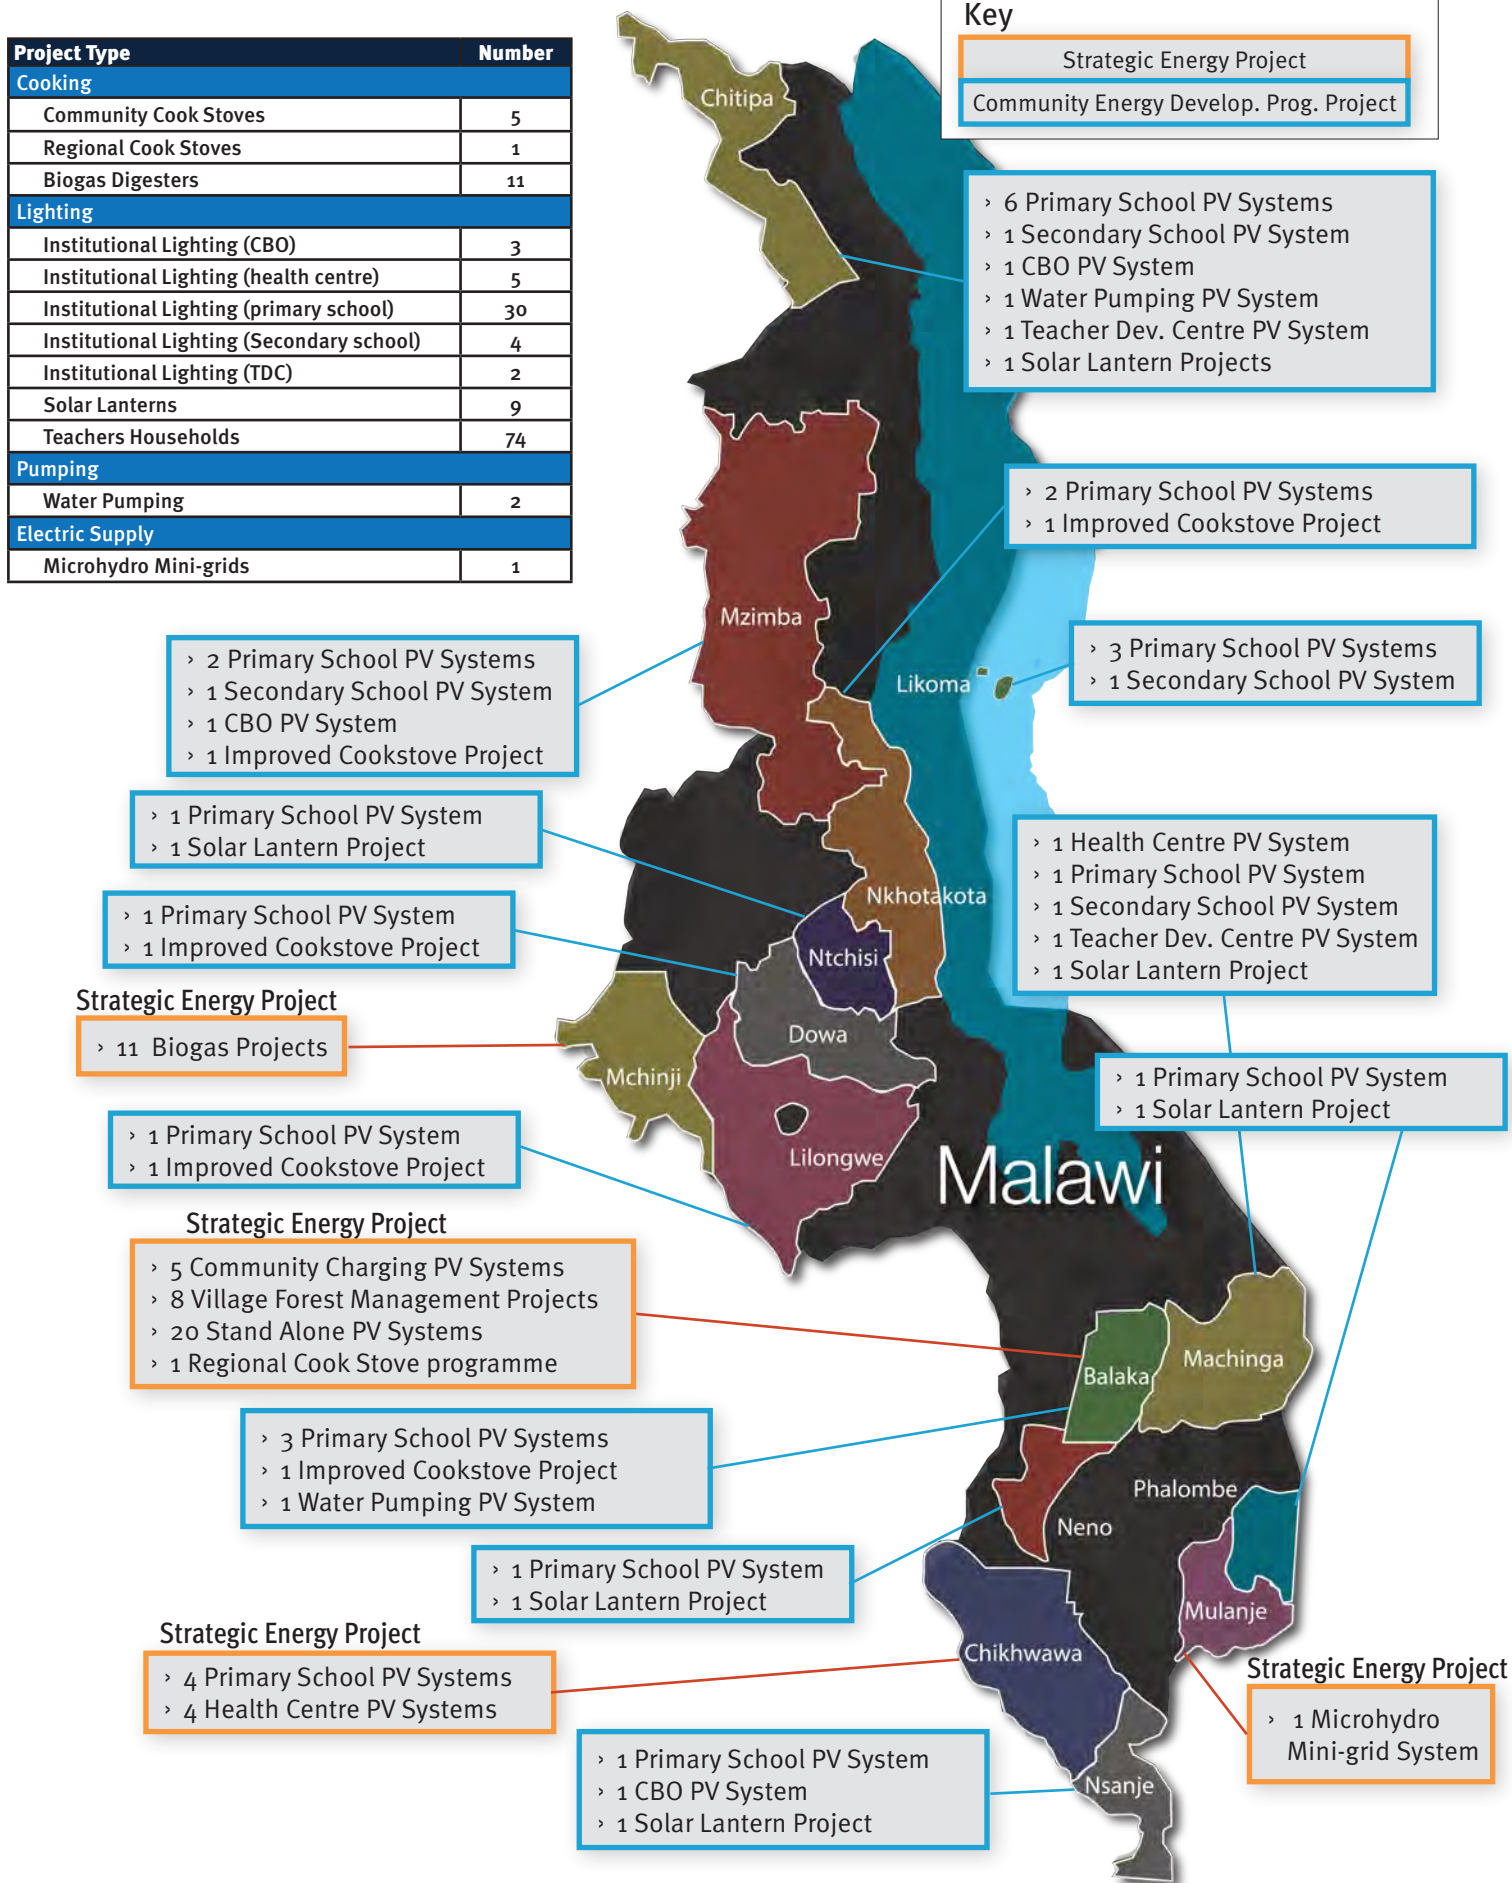 Project Type Number
Cooking
Community Cook Stoves 5
Regional Cook Stoves 1
Biogas Digesters 11
Lighting
Institutional Lighting (CBO) 3
Institutional Lighting (health centre) 5
Institutional Lighting (primary school) 30
Institutional Lighting (Secondary school) 4
Institutional Lighting (TDC) 2
Solar Lanterns 9
Teachers Households 74
Pumping
Water Pumping 2
Electric Supply
Microhydro Mini-grids 1
Key
Strategic Energy Project
Community Energy Develop. Prog. Project
Chitipa
› 6 Primary School PV Systems
› 1 Secondary School PV System
› 1 CBO PV System
› 1 Water Pumping PV System
› 1 Teacher Dev. Centre PV System
› 1 Solar Lantern Projects
› 2 Primary School PV Systems
› 1 Improved Cookstove Project
Mzimba
› 2 Primary School PV Systems
› 1 Secondary School PV System
› 1 CBO PV System
› 1 Improved Cookstove Project
Likoma
› 3 Primary School PV Systems
› 1 Secondary School PV System
› 1 Primary School PV System
› 1 Solar Lantern Project
Nkhotakota
› 1 Health Centre PV System
› 1 Primary School PV System
› 1 Secondary School PV System
› 1 Teacher Dev. Centre PV System
› 1 Solar Lantern Project
› 1 Primary School PV System
› 1 Improved Cookstove Project
Ntchisi
Strategic Energy Project
› 11 Biogas Projects
Dowa
Mchinji
› 1 Primary School PV System
› 1 Solar Lantern Project
› 1 Primary School PV System
› 1 Improved Cookstove Project
Lilongwe
Malawi
Strategic Energy Project
› 5 Community Charging PV Systems
› 8 Village Forest Management Projects
› 20 Stand Alone PV Systems
› 1 Regional Cook Stove programme
Machinga
Balaka
› 3 Primary School PV Systems
› 1 Improved Cookstove Project
› 1 Water Pumping PV System
Phalombe
Neno
› 1 Primary School PV System
› 1 Solar Lantern Project
Mulanje
Strategic Energy Project
› 4 Primary School PV Systems
› 4 Health Centre PV Systems
Chikhwawa
Strategic Energy Project
› 1 Microhydro
Mini-grid System
› 1 Primary School PV System
› 1 CBO PV System
› 1 Solar Lantern Project
Nsanje